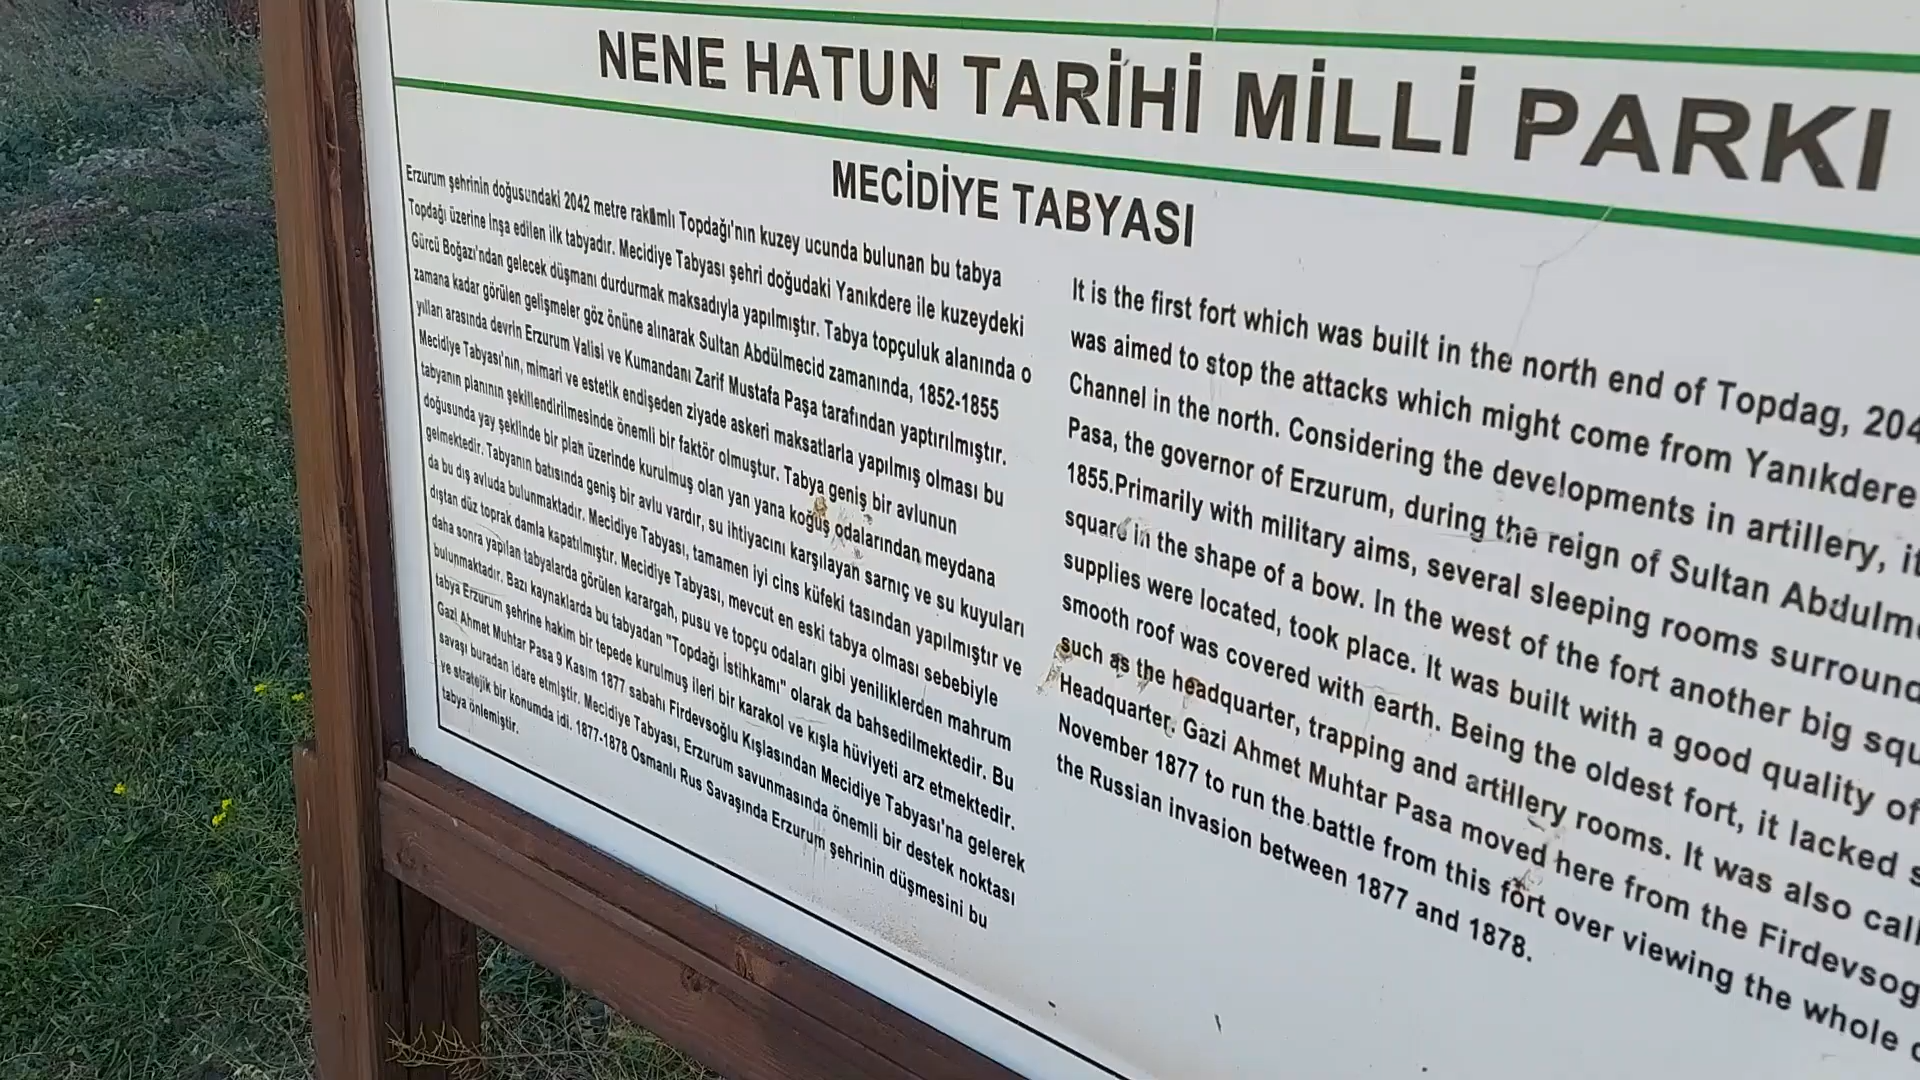 NENE HATUN TARİHİ MİLLİ PARKI
MECİDİYE TABYASI
Erzurum şehrinin doğusundaki 2042 metre rakımlı Topdağı'nın kuzey ucunda bulunan bu tabya
Topdağı üzerine inşa edilen ilk tabyadır. Mecidiye Tabyası şehri doğudaki Yanıkdere ile kuzeydeki
Gürcü Boğazı'ndan gelecek düşmanı durdurmak maksadıyla yapılmıştır. Tabya topçuluk alanında o
zamana kadar görülen gelişmeler göz önüne alınarak Sultan Abdülmecid zamanında, 1852-1855
yılları arasında devrin Erzurum Valisi ve Kumandanı Zarif Mustafa Paşa tarafından yaptırılmıştır.
Mecidiye Tabyası'nın, mimari ve estetik endişeden ziyade askeri maksatlarla yapılmış olması bu
tabyanın planının şekillendirilmesinde önemli bir faktör olmuştur. Tabya geniş bir avlunun
doğusunda yay şeklinde bir plan üzerinde kurulmuş olan yan yana koğuş odalarından meydana
gelmektedir. Tabyanın batısında geniş bir avlu vardır, su ihtiyacını karşılayan sarnıç ve su kuyuları
da bu dış avluda bulunmaktadır. Mecidiye Tabyası, tamamen iyi cins küfeki tasından yapılmıştır ve
dıştan düz toprak damla kapatılmıştır. Mecidiye Tabyası, mevcut en eski tabya olması sebebiyle
daha sonra yapılan tabyalarda görülen karargah, pusu ve topçu odaları gibi yeniliklerden mahrum
bulunmaktadır. Bazı kaynaklarda bu tabyadan "Topdağı İstihkamı" olarak da bahsedilmektedir. Bu
tabya Erzurum şehrine hakim bir tepede kurulmuş ileri bir karakol ve kışla hüviyeti arz etmektedir.
Gazi Ahmet Muhtar Pasa 9 Kasım 1877 sabahı Firdevsoğlu Kışlasından Mecidiye Tabyası'na gelerek
savaşı buradan idare etmiştir. Mecidiye Tabyası, Erzurum savunmasında önemli bir destek noktası
ve stratejik bir konumda idi. 1877-1878 Osmanlı Rus Savaşında Erzurum şehrinin düşmesini bu
tabya önlemiştir.
It is the first fort which was built in the north end of Topdag, 204
was aimed to stop the attacks which might come from Yanıkdere
Channel in the north. Considering the developments in artillery, it
Pasa, the governor of Erzurum, during the reign of Sultan Abdulm
1855.Primarily with military aims, several sleeping rooms surround
square in the shape of a bow. In the west of the fort another big squ
supplies were located, took place. It was built with a good quality of
smooth roof was covered with earth. Being the oldest fort, it lacked s
such as the headquarter, trapping and artillery rooms. It was also call
Headquarter. Gazi Ahmet Muhtar Pasa moved here from the Firdevsog
November 1877 to run the battle from this fort over viewing the whole
the Russian invasion between 1877 and 1878.